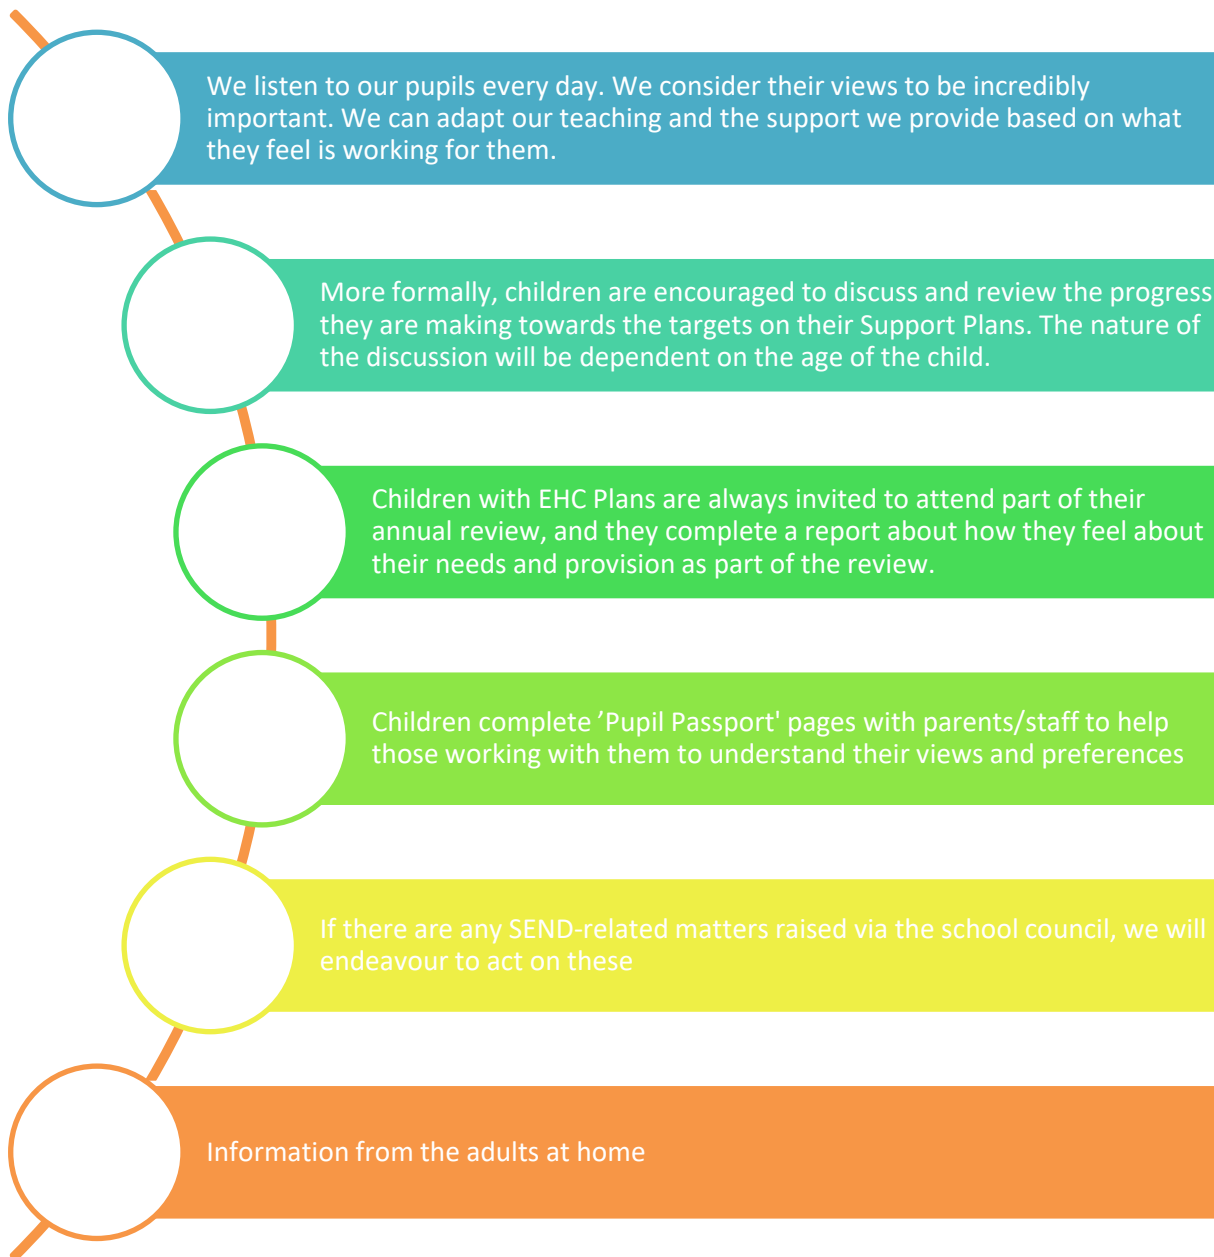 We listen to our pupils every day. We consider their views to be incredibly
important. We can adapt our teaching and the support we provide based on what
they feel is working for them.
More formally, children are encouraged to discuss and review the progress
they are making towards the targets on their Support Plans. The nature of
the discussion will be dependent on the age of the child.
Children with EHC Plans are always invited to attend part of their
annual review, and they complete a report about how they feel about
their needs and provision as part of the review.
Children complete ’Pupil Passport' pages with parents/staff to help
those working with them to understand their views and preferences
If there are any SEND-related matters raised via the school council, we will
endeavour to act on these
Information from the adults at home